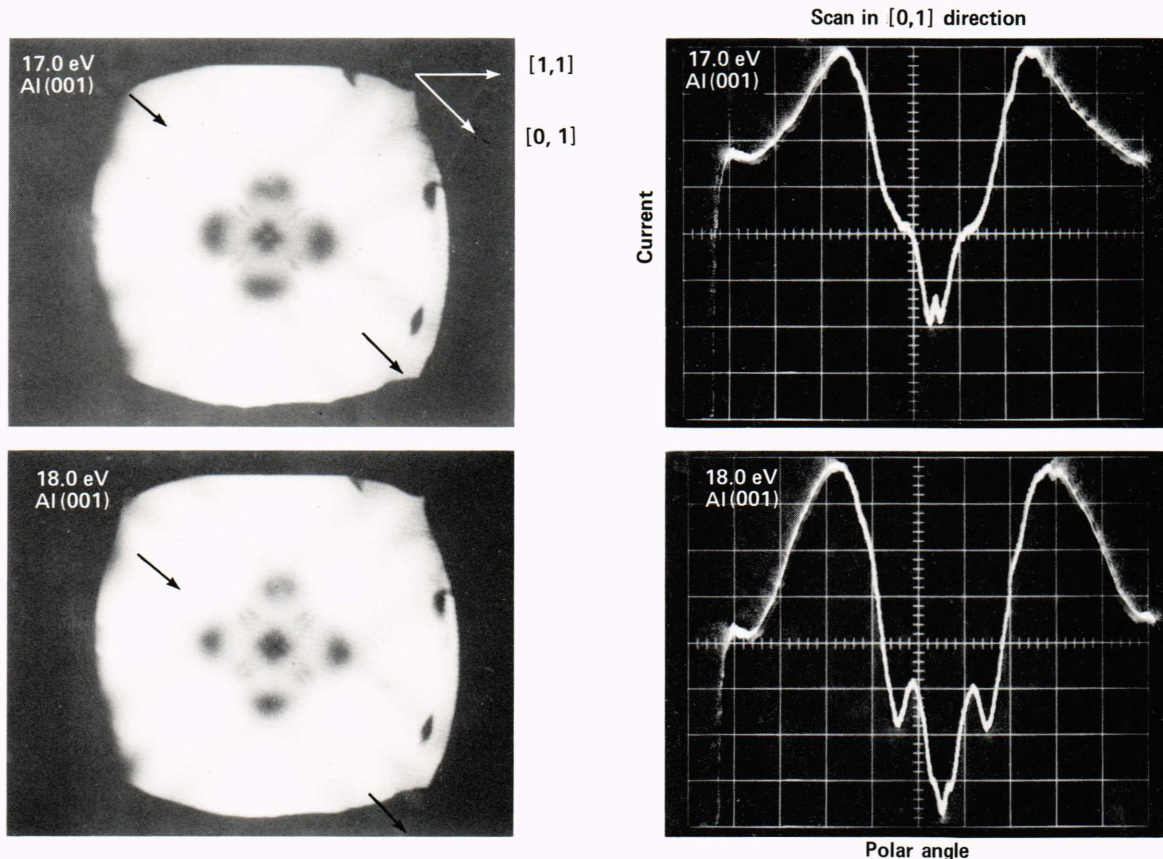 Scan in [0,1] direction
17.0 eV
Al(001)
[1,1]
[0, 1]
17.0 eV
Al(001)
Current
18.0 eV
Al(001)
18.0 eV
Al(001)
Polar angle